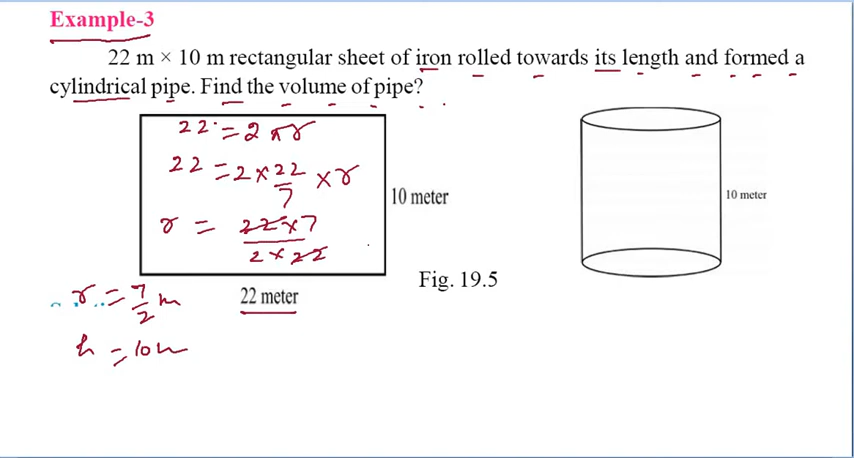 Example-3
22 m × 10 m rectangular sheet of iron rolled towards its length and formed a
cylindrical pipe. Find the volume of pipe?
22 = 2 π r
22 = 2 × 22/7 × r
r = 22 × 7 / 2 × 22
10 meter
10 meter
Fig. 19.5
22 meter
r = 7/2 m
h = 10 m